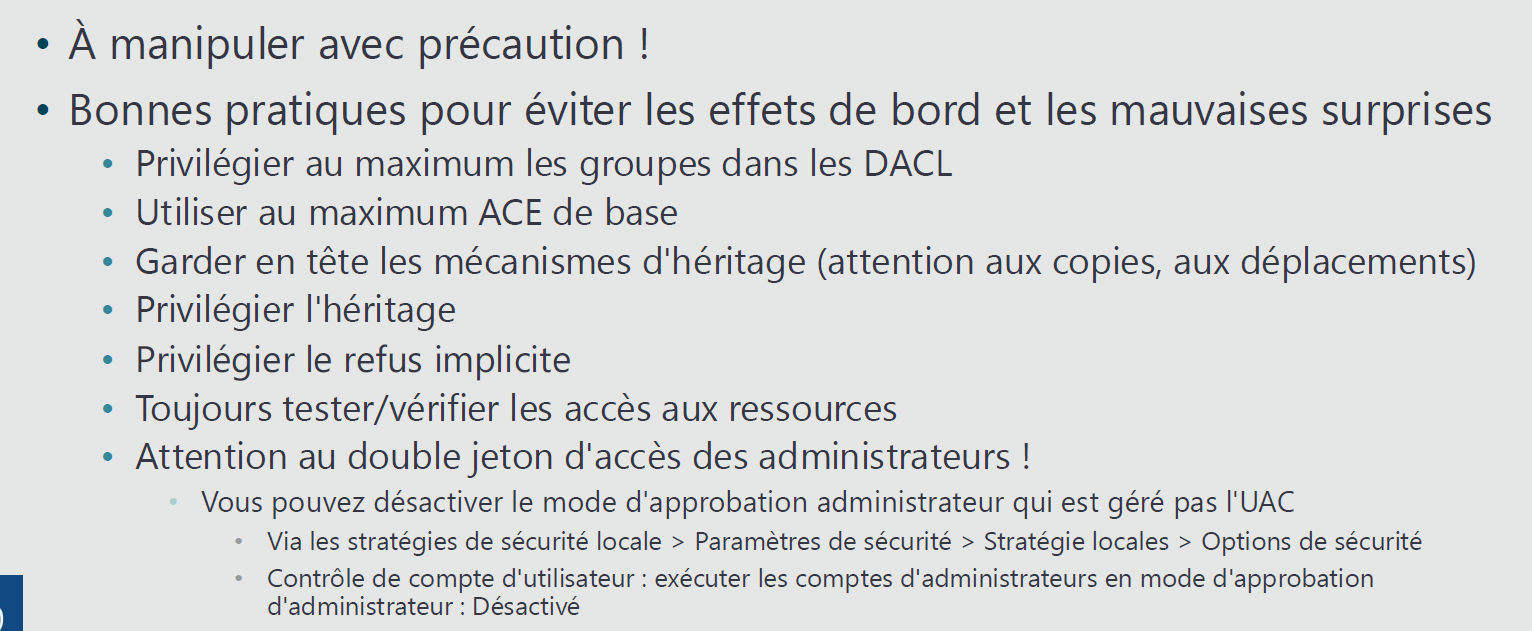 • À manipuler avec précaution !
• Bonnes pratiques pour éviter les effets de bord et les mauvaises surprises
• Privilégier au maximum les groupes dans les DACL
• Utiliser au maximum ACE de base
• Garder en tête les mécanismes d'héritage (attention aux copies, aux déplacements)
• Privilégier l'héritage
• Privilégier le refus implicite
• Toujours tester/vérifier les accès aux ressources
• Attention au double jeton d'accès des administrateurs !
• Vous pouvez désactiver le mode d'approbation administrateur qui est géré pas l'UAC
• Via les stratégies de sécurité locale > Paramètres de sécurité > Stratégie locales > Options de sécurité
• Contrôle de compte d'utilisateur : exécuter les comptes d'administrateurs en mode d'approbation
d'administrateur : Désactivé